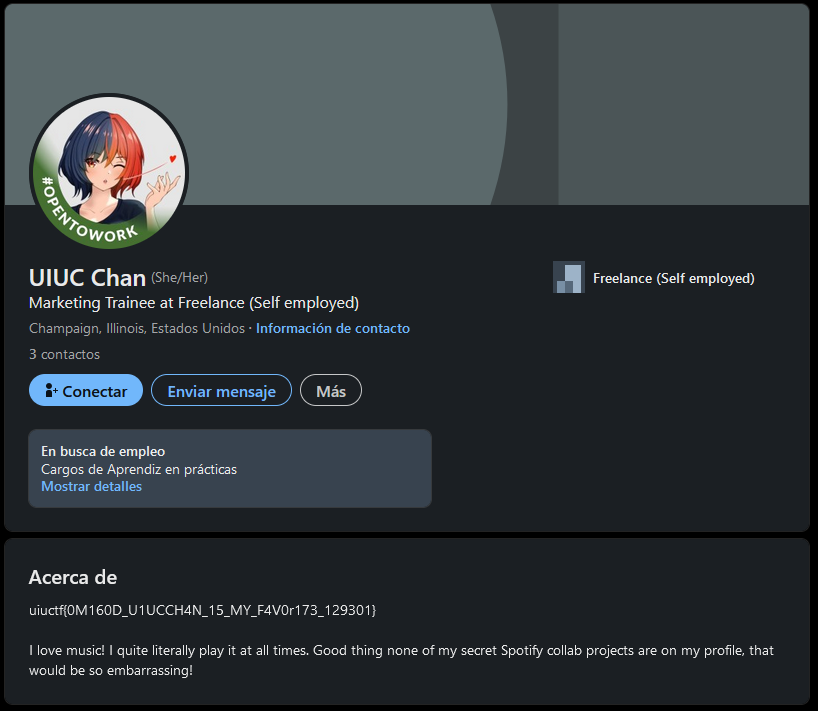 #OPENTOWORK
UIUC Chan (She/Her)
Freelance (Self employed)
Marketing Trainee at Freelance (Self employed)
Champaign, Illinois, Estados Unidos · Información de contacto
3 contactos
Conectar
Enviar mensaje
Más
En busca de empleo
Cargos de Aprendiz en prácticas
Mostrar detalles
Acerca de
uiuctf{0M160D_U1UCCH4N_15_MY_F4V0r173_129301}
I love music! I quite literally play it at all times. Good thing none of my secret Spotify collab projects are on my profile, that
would be so embarrassing!